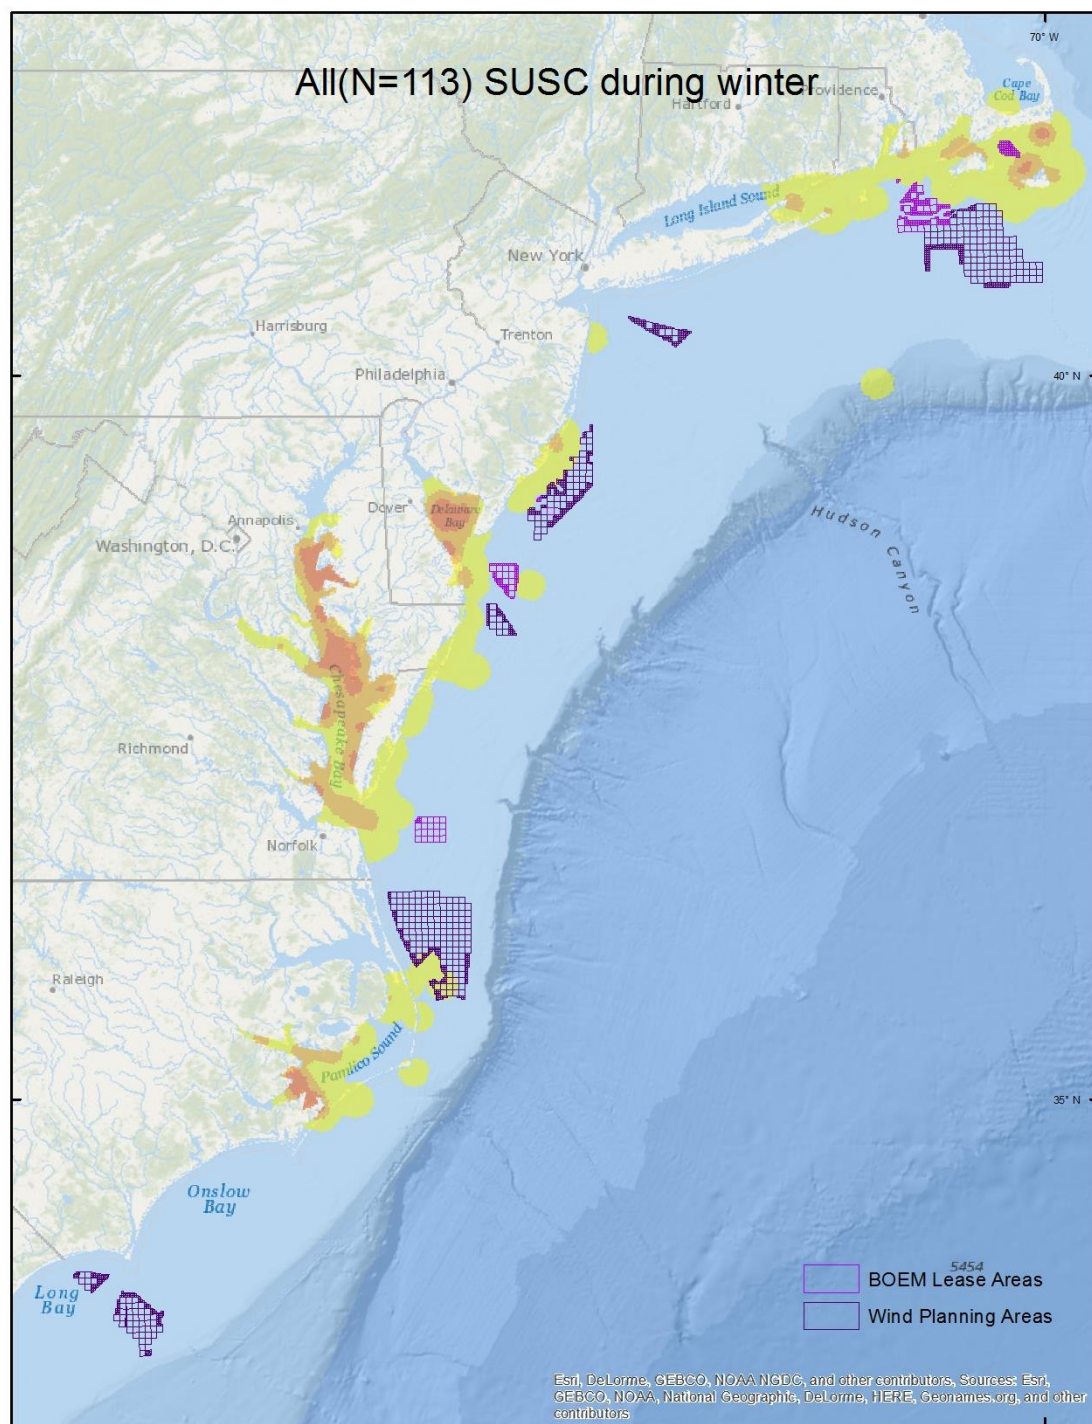 70° W
All(N=113) SUSC during winter
Cape
Cod Bay
Providence
Hartford
Long Island Sound
New York
Harrisburg
Trenton
Philadelphia
40° N
Dover
Delaware
Bay
Annapolis
Washington, D.C.
Hudson Canyon
Chesapeake Bay
Richmond
Norfolk
Raleigh
Pamlico Sound
35° N
Onslow
Bay
Long
Bay
5454
BOEM Lease Areas
Wind Planning Areas
Esri, DeLorme, GEBCO, NOAA NGDC, and other contributors, Sources: Esri,
GEBCO, NOAA, National Geographic, DeLorme, HERE, Geonames.org, and other
contributors